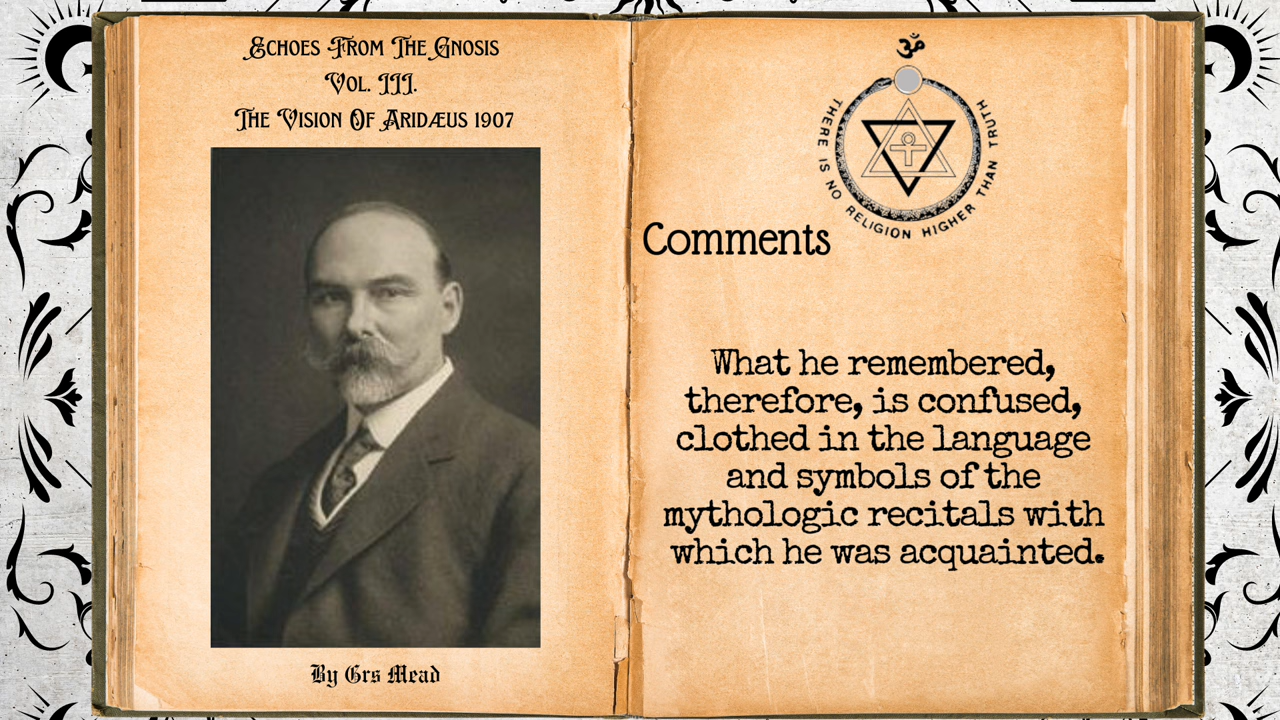 Echoes From The Gnosis
Vol. III.
The Vision Of Aridæus 1907
By Grs Mead
ॐ
THERE IS NO RELIGION HIGHER THAN TRUTH
Comments
What he remembered,
therefore, is confused,
clothed in the language
and symbols of the
mythologic recitals with
which he was acquainted.